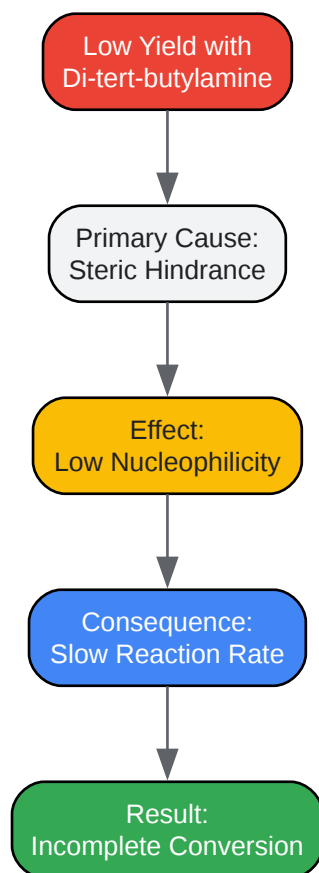 Low Yield with
Di-tert-butylamine
Primary Cause:
Steric Hindrance
Effect:
Low Nucleophilicity
Consequence:
Slow Reaction Rate
Result:
Incomplete Conversion